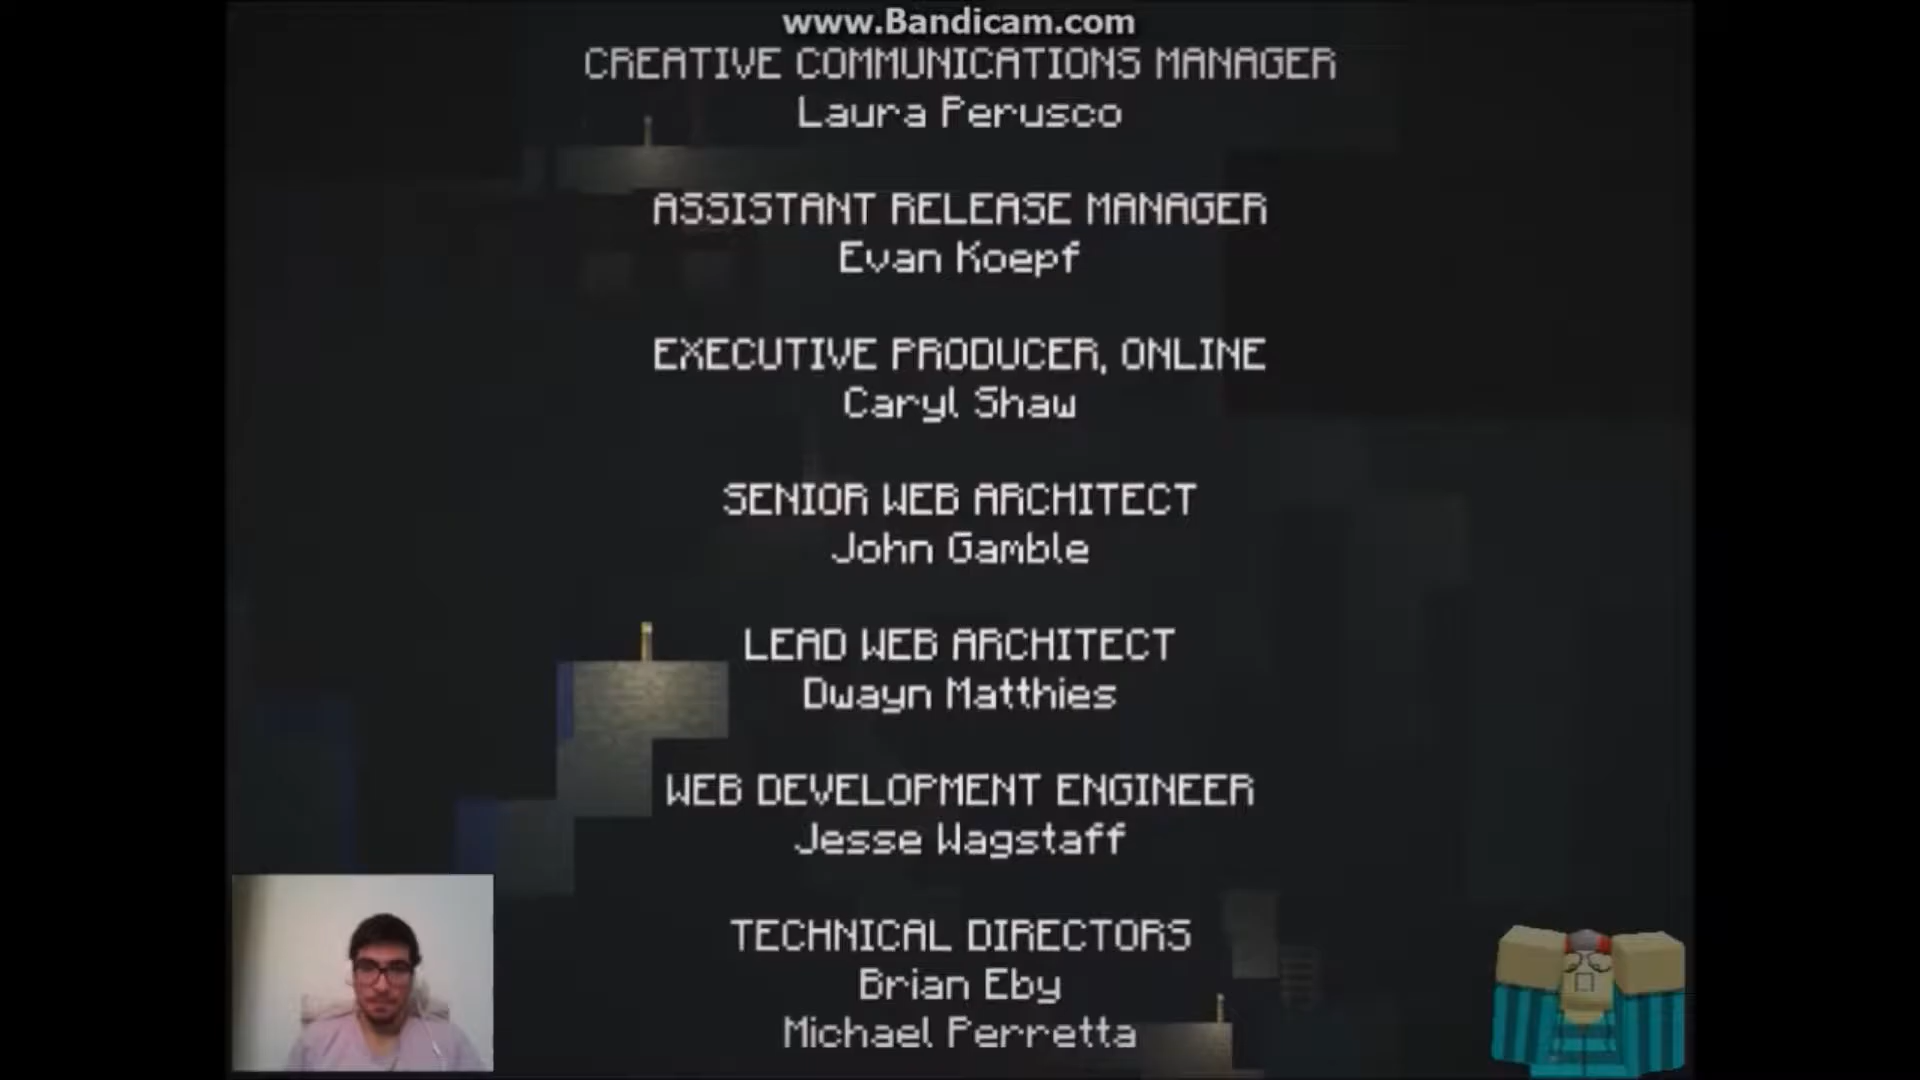 www.Bandicam.com
CREATIVE COMMUNICATIONS MANAGER
Laura Perusco
ASSISTANT RELEASE MANAGER
Evan Koepf
EXECUTIVE PRODUCER, ONLINE
Caryl Shaw
SENIOR WEB ARCHITECT
John Gamble
LEAD WEB ARCHITECT
Dwayn Matthies
WEB DEVELOPMENT ENGINEER
Jesse Wagstaff
TECHNICAL DIRECTORS
Brian Eby
Michael Perretta